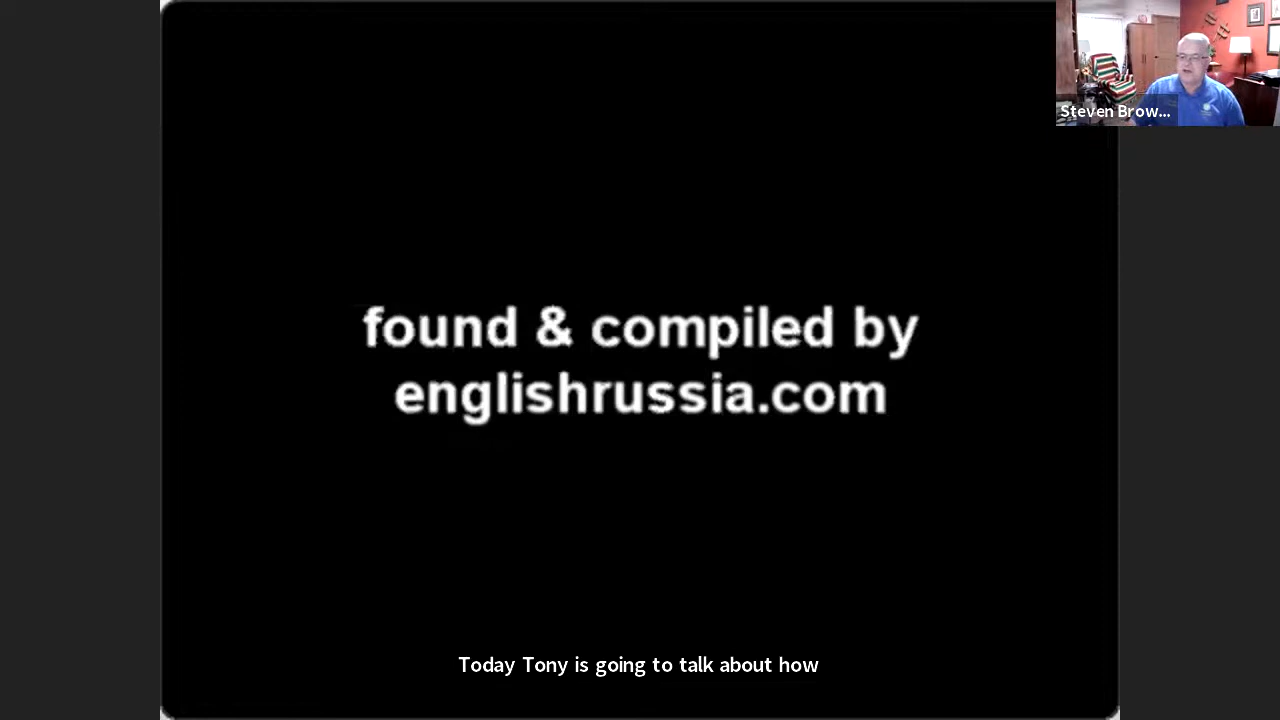 Steven Brow...
found & compiled by
englishrussia.com
Today Tony is going to talk about how